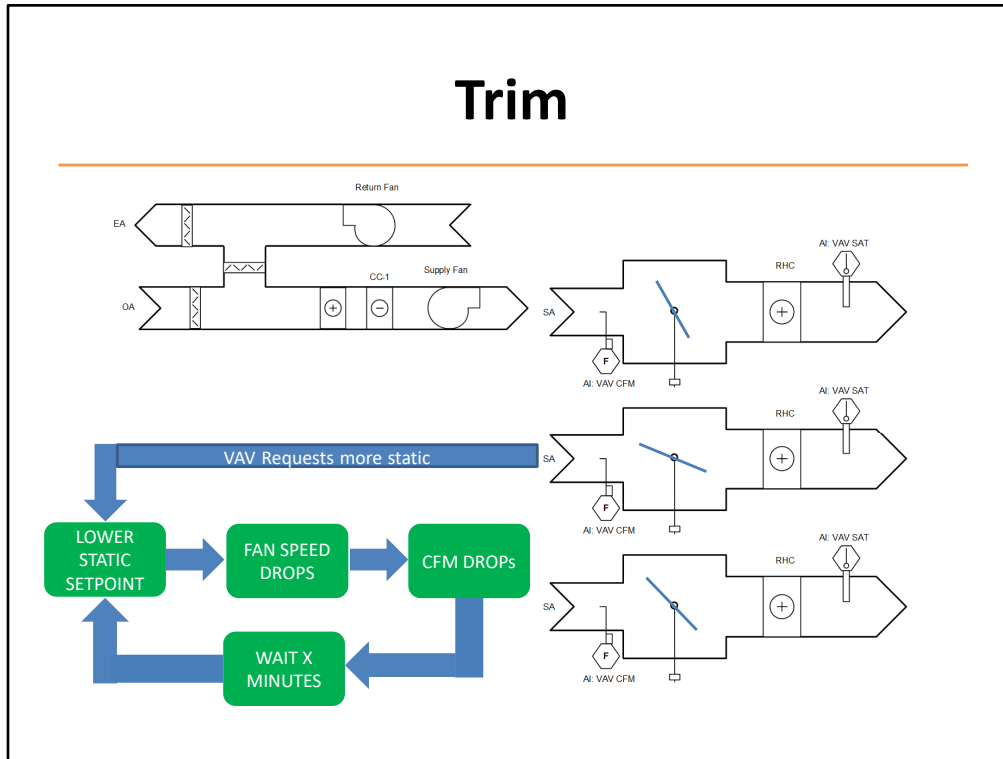 Trim
Return Fan
EA
CC-1
Supply Fan
OA
+
−
AI: VAV SAT
RHC
SA
+
F
AI: VAV CFM
AI: VAV SAT
RHC
VAV Requests more static
SA
+
F
AI: VAV CFM
LOWER
STATIC
SETPOINT
FAN SPEED
DROPS
CFM DROPs
AI: VAV SAT
RHC
SA
+
F
AI: VAV CFM
WAIT X
MINUTES